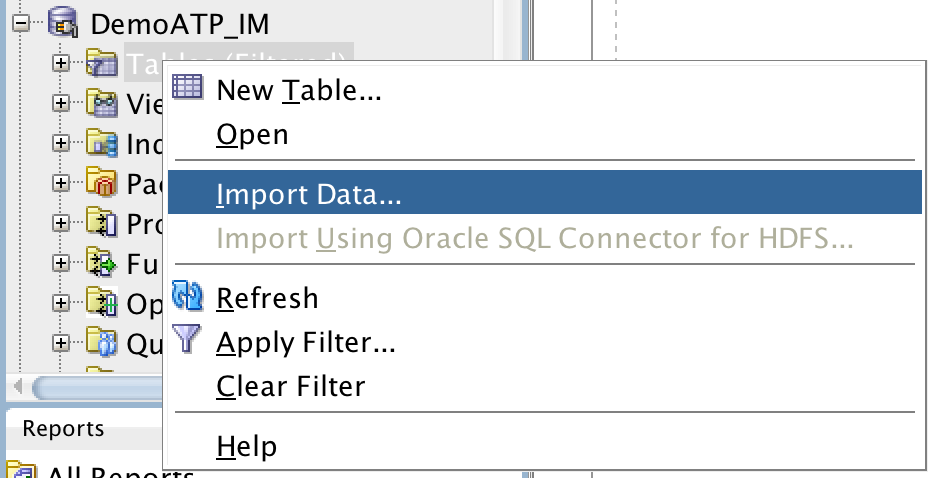 DemoATP_IM
Tables (Filtered)
New Table...
Open
Import Data...
Import Using Oracle SQL Connector for HDFS...
Refresh
Apply Filter...
Clear Filter
Help
Vie
Ind
Pac
Pro
Fu
Op
Qu
Reports
All Reports